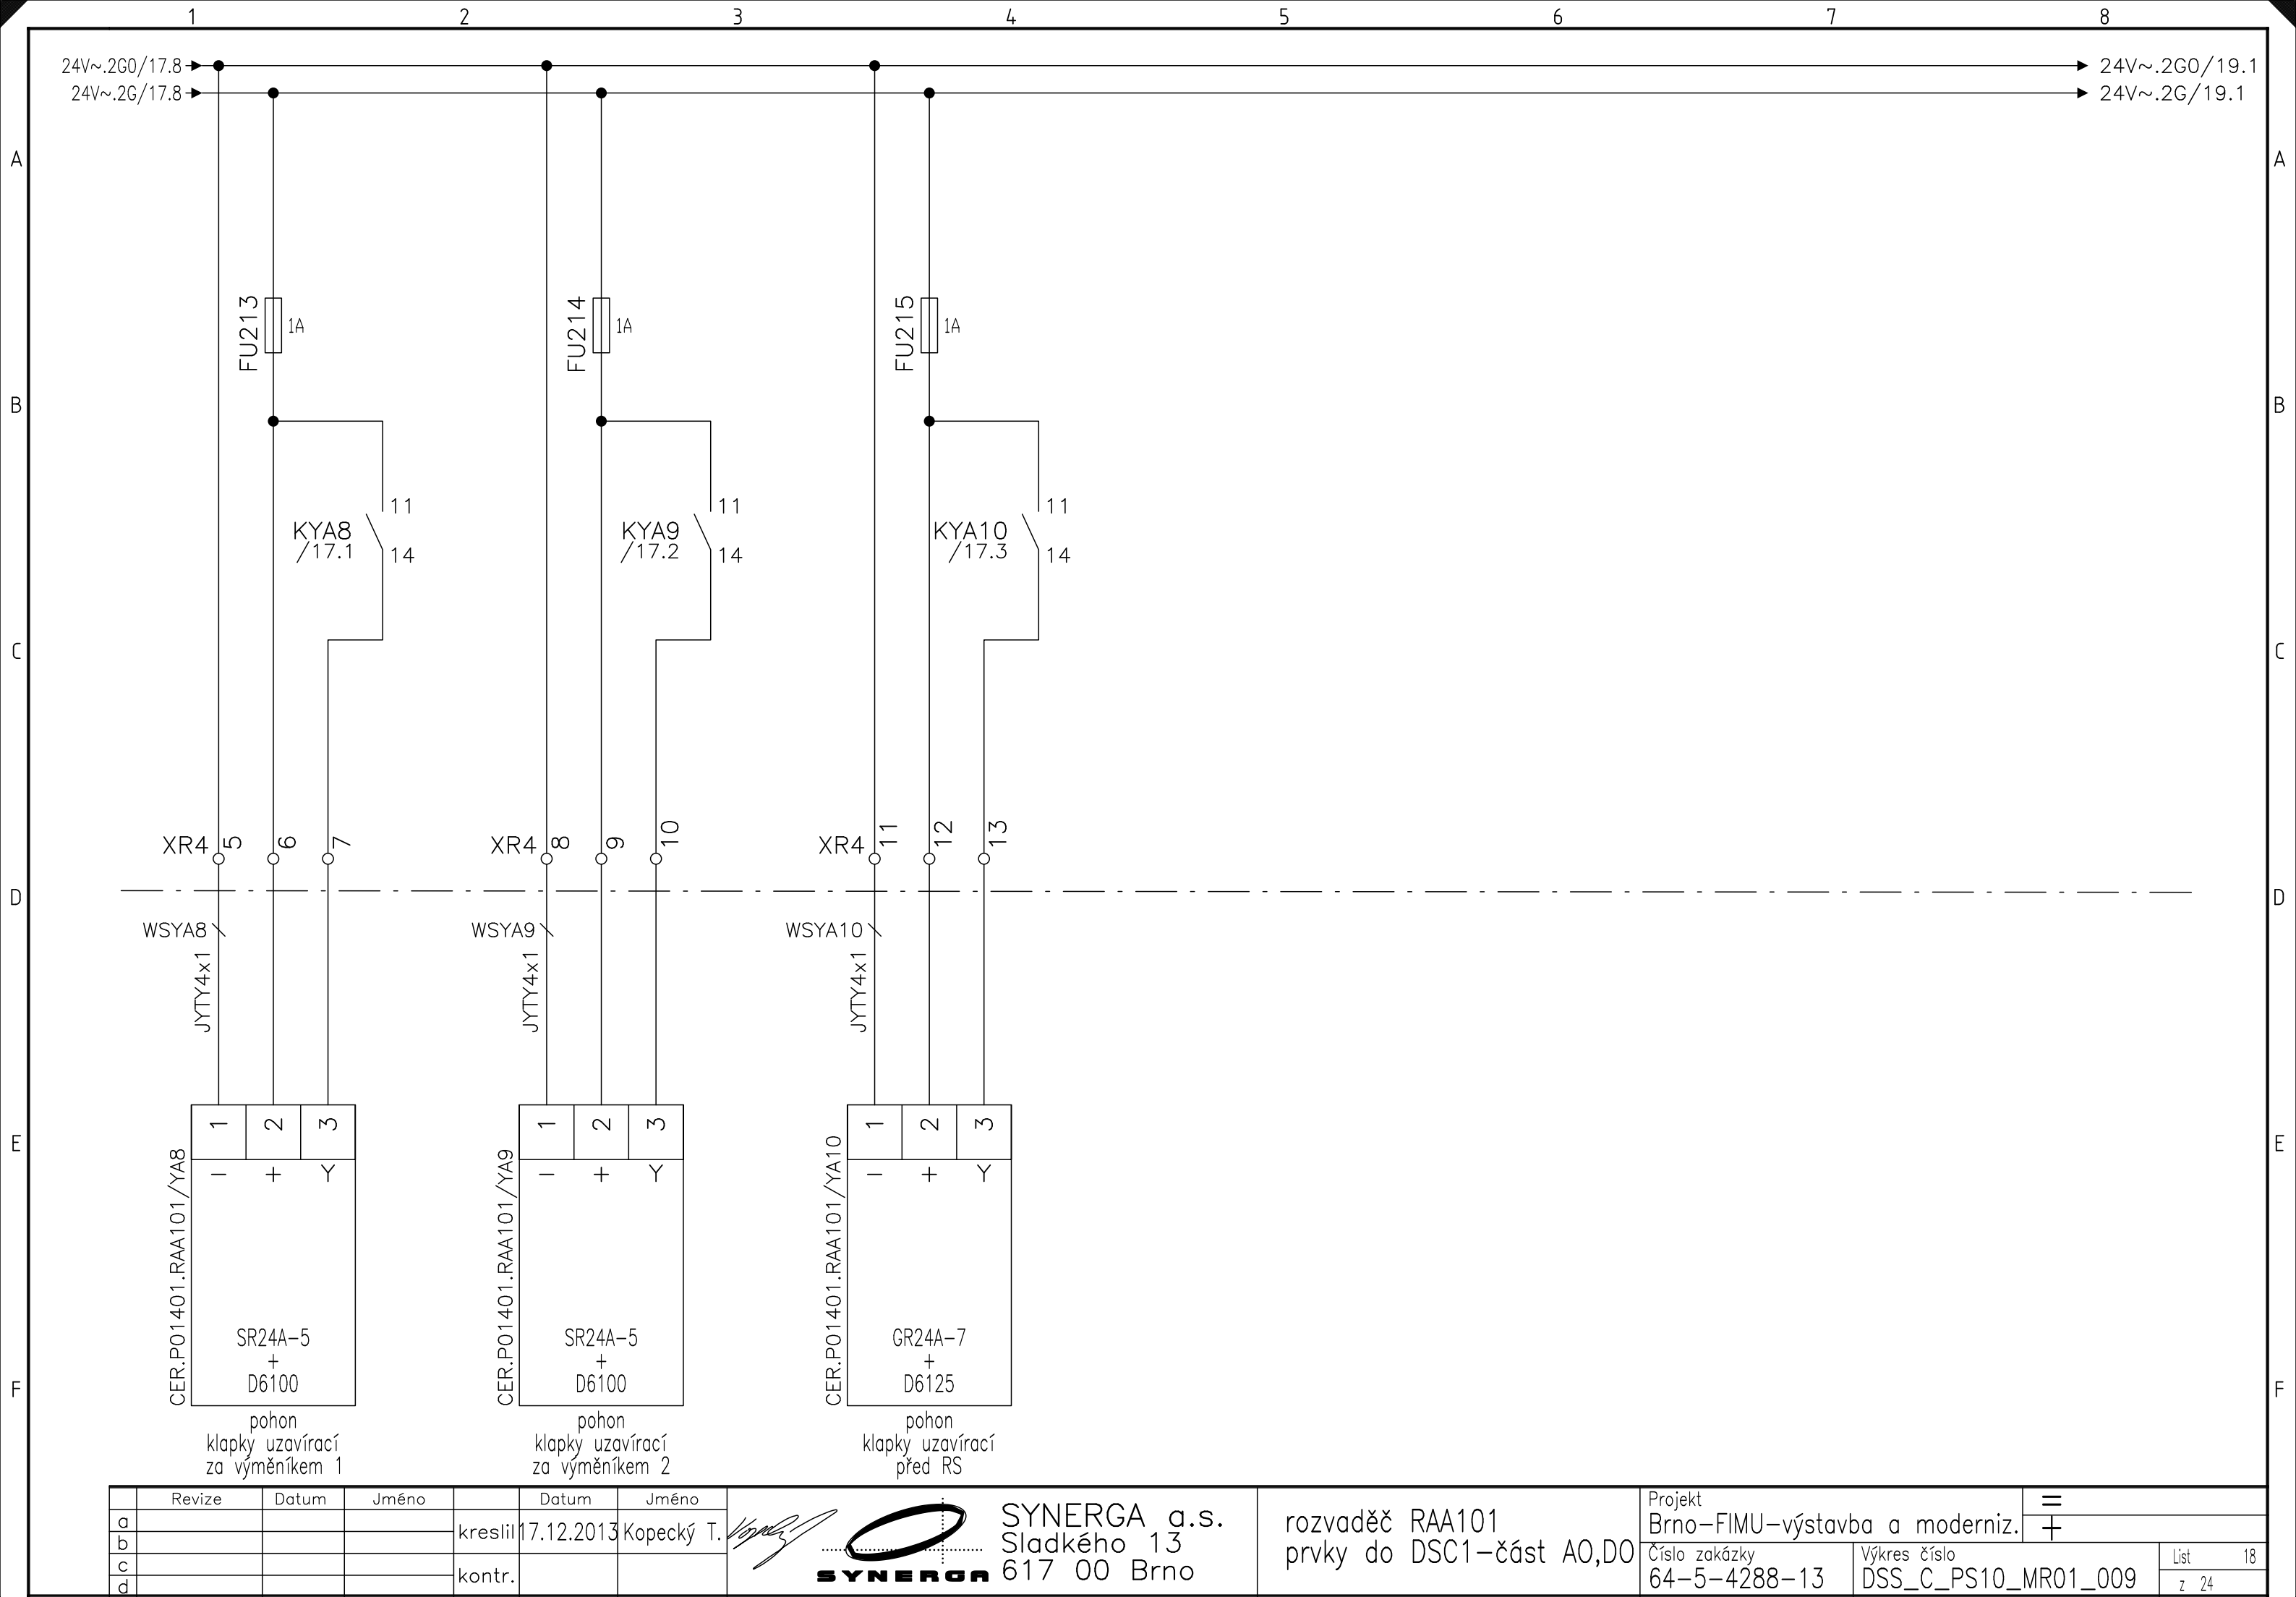 1 2 3 4 5 6 7 8
24V~.2G0/17.8 24V~.2G0/19.1
24V~.2G/17.8 24V~.2G/19.1
A A
FU213 1A FU214 1A FU215 1A
B B
11 11 11
KYA8 KYA9 KYA10
/17.1 /17.2 /17.3
14 14 14
C C
XR4 5 6 7 XR4 8 9 10 XR4 11 12 13
D D
WSYA8 WSYA9 WSYA10
JYTY4x1 JYTY4x1 JYTY4x1
1 2 3 1 2 3 1 2 3
E E
- + Y - + Y - + Y
CER.P01401.RAA101/YA8 CER.P01401.RAA101/YA9 CER.P01401.RAA101/YA10
SR24A-5 SR24A-5 GR24A-7
+ + +
D6100 D6100 D6125
F F
pohon pohon pohon
klapky uzavírací klapky uzavírací klapky uzavírací
za výměníkem 1 za výměníkem 2 před RS
Revize Datum Jméno Datum Jméno
a
b
c
d
kreslil 17.12.2013 Kopecký T.
kontr.
SYNERGA
SYNERGA a.s.
Sladkého 13
617 00 Brno
rozvaděč RAA101
prvky do DSC1-část AO,DO
Projekt =
Brno-FIMU-výstavba a moderniz. +
Číslo zakázky Výkres číslo List 18
64-5-4288-13 DSS_C_PS10_MR01_009 z 24